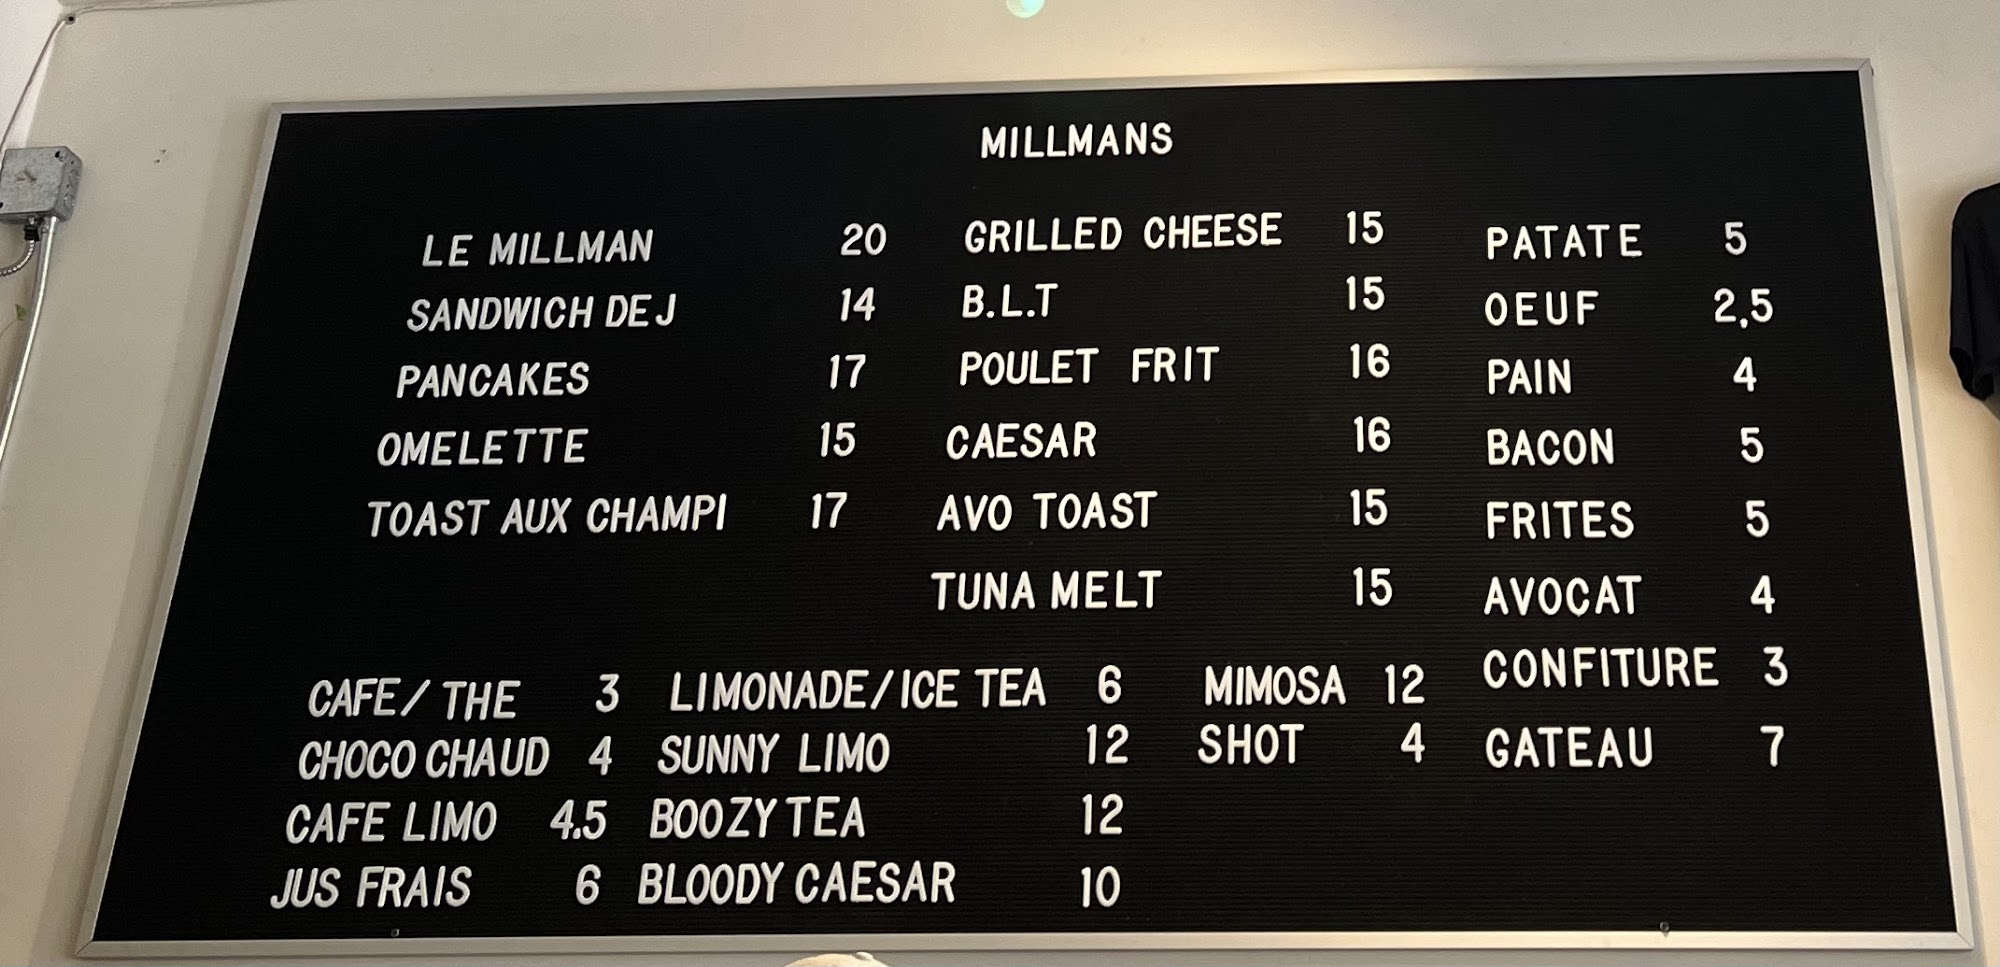 MILLMANS
LE MILLMAN 20
SANDWICH DEJ 14
PANCAKES 17
OMELETTE 15
TOAST AUX CHAMPI 17
GRILLED CHEESE 15
B.L.T 15
POULET FRIT 16
CAESAR 16
AVO TOAST 15
TUNA MELT 15
PATATE 5
OEUF 2,5
PAIN 4
BACON 5
FRITES 5
AVOCAT 4
CONFITURE 3
GATEAU 7
CAFE/ THE 3
CHOCO CHAUD 4
CAFE LIMO 4.5
JUS FRAIS 6
LIMONADE/ICE TEA 6
SUNNY LIMO 12
BOOZY TEA 12
BLOODY CAESAR 10
MIMOSA 12
SHOT 4